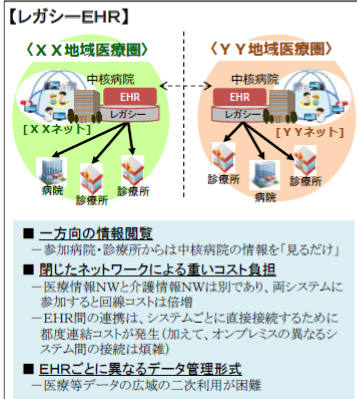 【レガシーEHR】
〈XX地域医療圏〉
〈YY地域医療圏〉
中核病院
中核病院
EHR
EHR
レガシー
レガシー
[XXネット]
[YYネット]
病院
診療所
診療所
診療所
病院
診療所
■ 一方向の情報閲覧
－参加病院・診療所からは中核病院の情報を「見るだけ」
■ 閉じたネットワークによる重いコスト負担
－医療情報NWと介護情報NWは別であり、両システムに
参加すると回線コストは倍増
－EHR間の連携は、システムごとに直接接続するために
都度連結コストが発生(加えて、オンプレミスの異なるシ
ステム間の接続は煩雑)
■ EHRごとに異なるデータ管理形式
－医療等データの広域の二次利用が困難